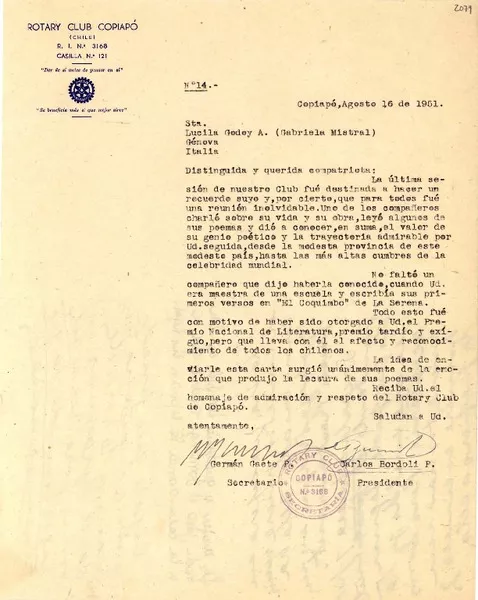 2079
ROTARY CLUB COPIAPÓ
(CHILE)
R. I. N.º 3168
CASILLA N.º 121
"Dar de sí antes de pensar en sí"
"Se beneficia más el que mejor sirve"
Nº14.-
Copiapó,Agosto 16 de 1951.
Sta.
Lucila Godoy A. (Gabriela Mistral)
Génova
Italia
Distinguida y querida compatriota:
La última se-
sión de nuestro Club fué destinada a hacer un
recuerdo suyo y,por cierto,que para todos fué
una reunión inolvidable.Uno de los compañeros
charló sobre su vida y su obra,leyó algunos de
sus poemas y dió a conocer,en suma,el valor de
su genio poético y la trayectoria admirable por
Ud.seguida,desde la modesta provincia de este
modesto país,hasta las más altas cumbres de la
celebridad mundial.
No faltó un
compañero que dijo haberla conocido,cuando Ud.
era maestra de una escuela y escribía sus pri-
meros versos en "El Coquimbo" de La Serena.
Todo esto fué
con motivo de haber sido otorgado a Ud.el Pre-
mio Nacional de Literatura,premio tardío y exi-
guo,pero que lleva con él el afecto y reconoci-
miento de todos los chilenos.
La idea de en-
viarle esta carta surgió unánimemente de la emo-
ción que produjo la lectura de sus poemas.
Reciba Ud.el
homenaje de admiración y respeto del Rotary Club
de Copiapó.
Saludan a Ud.
atentamente,
Germán Gaete P. Carlos Bordoli F.
Secretario Presidente
ROTARY CLUB
COPIAPÓ
N.º 3168
SECRETARIA